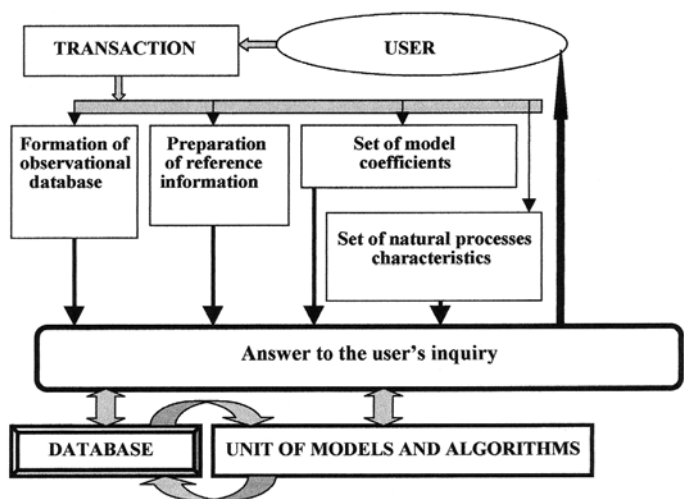 TRANSACTION
USER
Formation of
observational
database
Preparation
of reference
information
Set of model
coefficients
Set of natural processes
characteristics
Answer to the user's inquiry
DATABASE
UNIT OF MODELS AND ALGORITHMS